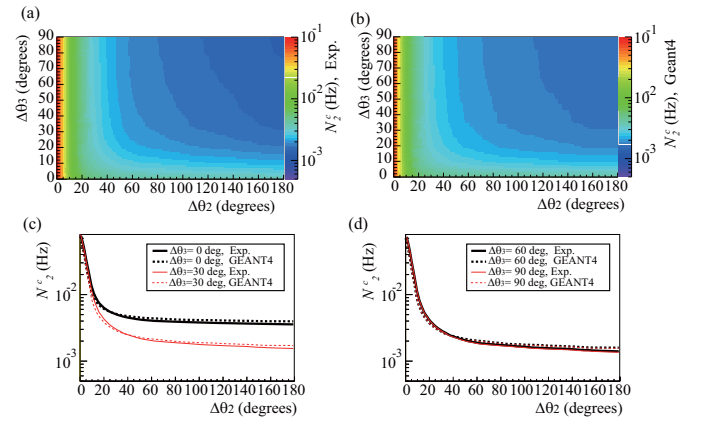 (a)
90
80
70
60
50
40
30
20
10
0
Δθ3 (degrees)
0 20 40 60 80 100 120 140 160 180
Δθ2 (degrees)
10⁻¹
10⁻²
10⁻³
N₂ᶜ (Hz), Exp.
(b)
90
80
70
60
50
40
30
20
10
0
Δθ3 (degrees)
0 20 40 60 80 100 120 140 160 180
Δθ2 (degrees)
10⁻¹
10⁻²
10⁻³
N₂ᶜ (Hz), Geant4
(c)
N₂ᶜ (Hz)
10⁻²
10⁻³
Δθ3= 0 deg, Exp.
Δθ3= 0 deg, GEANT4
Δθ3=30 deg, Exp.
Δθ3=30 deg, GEANT4
0 20 40 60 80 100 120 140 160 180
Δθ2 (degrees)
(d)
N₂ᶜ (Hz)
10⁻²
10⁻³
Δθ3= 60 deg, Exp.
Δθ3= 60 deg, GEANT4
Δθ3= 90 deg, Exp.
Δθ3= 90 deg, GEANT4
0 20 40 60 80 100 120 140 160 180
Δθ2 (degrees)